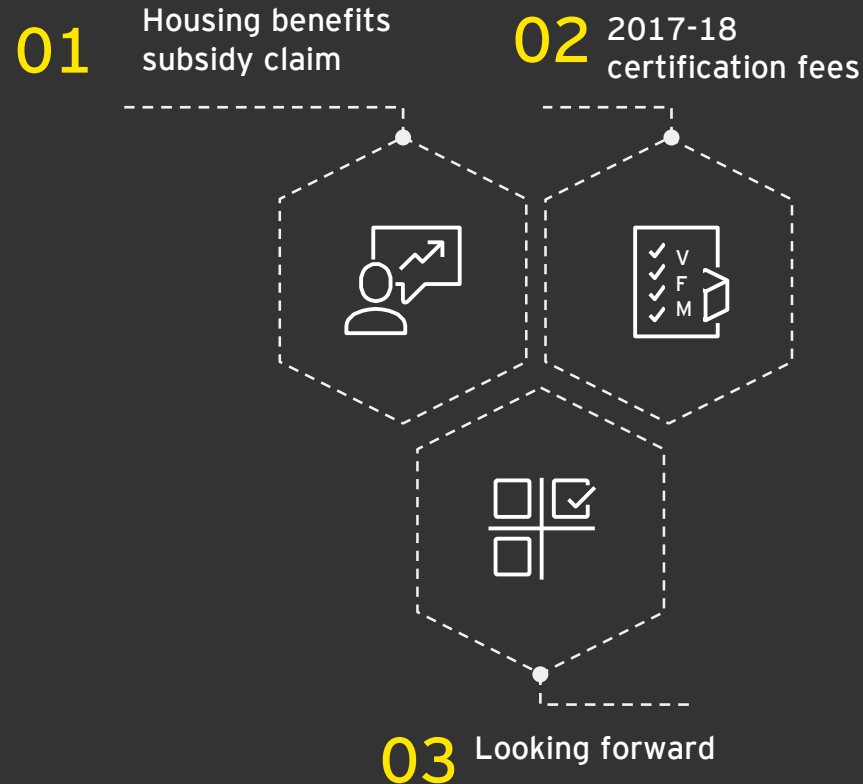 01
Housing benefits
subsidy claim
02
2017-18
certification fees
V
F
M
03
Looking forward